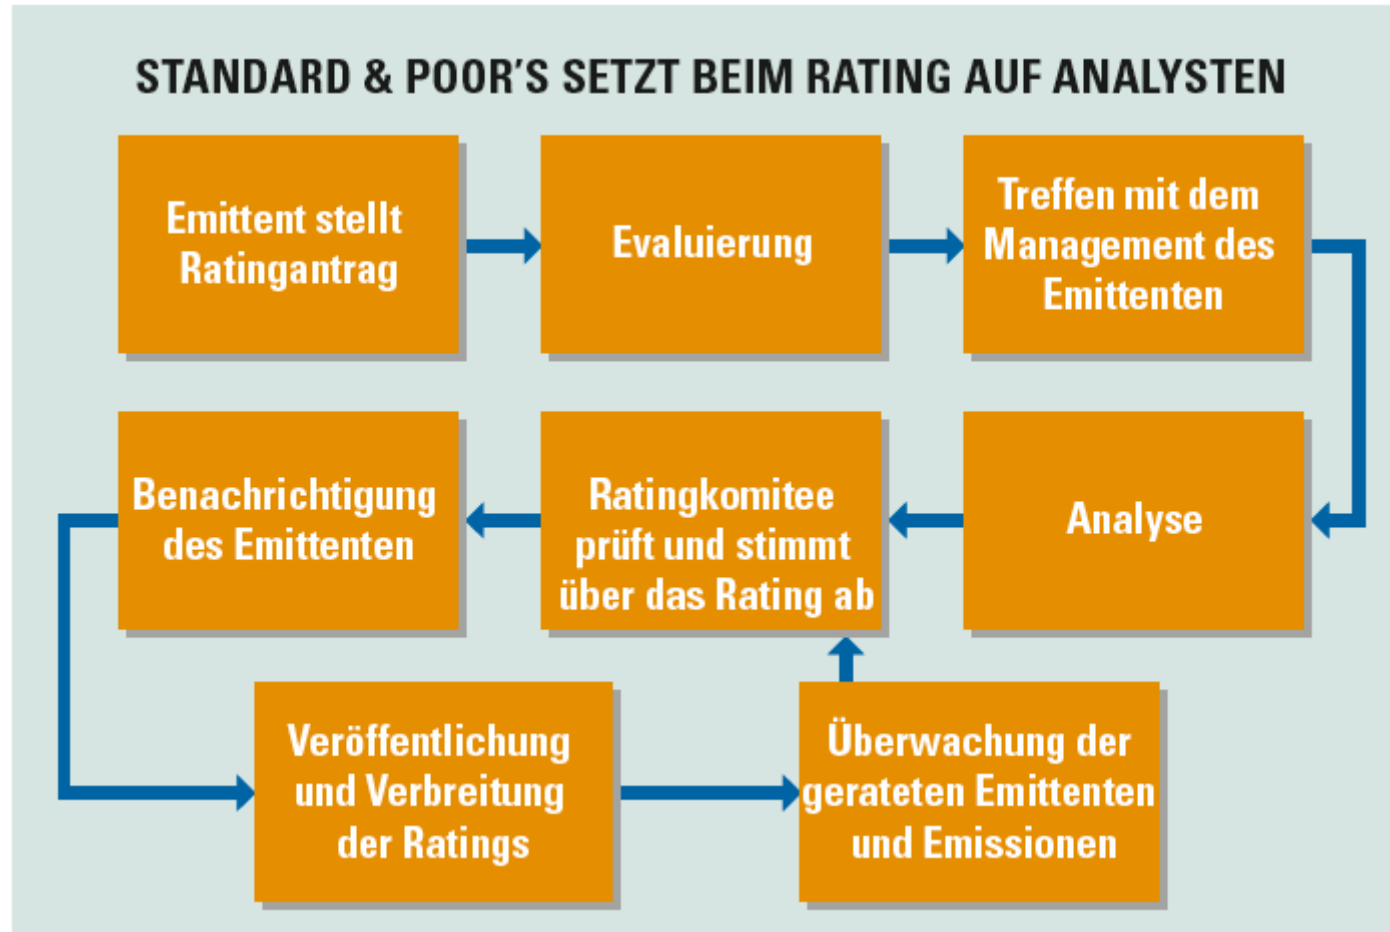 STANDARD & POOR'S SETZT BEIM RATING AUF ANALYSTEN
Emittent stellt
Ratingantrag
Evaluierung
Treffen mit dem
Management des
Emittenten
Analyse
Ratingkomitee
prüft und stimmt
über das Rating ab
Benachrichtigung
des Emittenten
Veröffentlichung
und Verbreitung
der Ratings
Überwachung der
gerateten Emittenten
und Emissionen